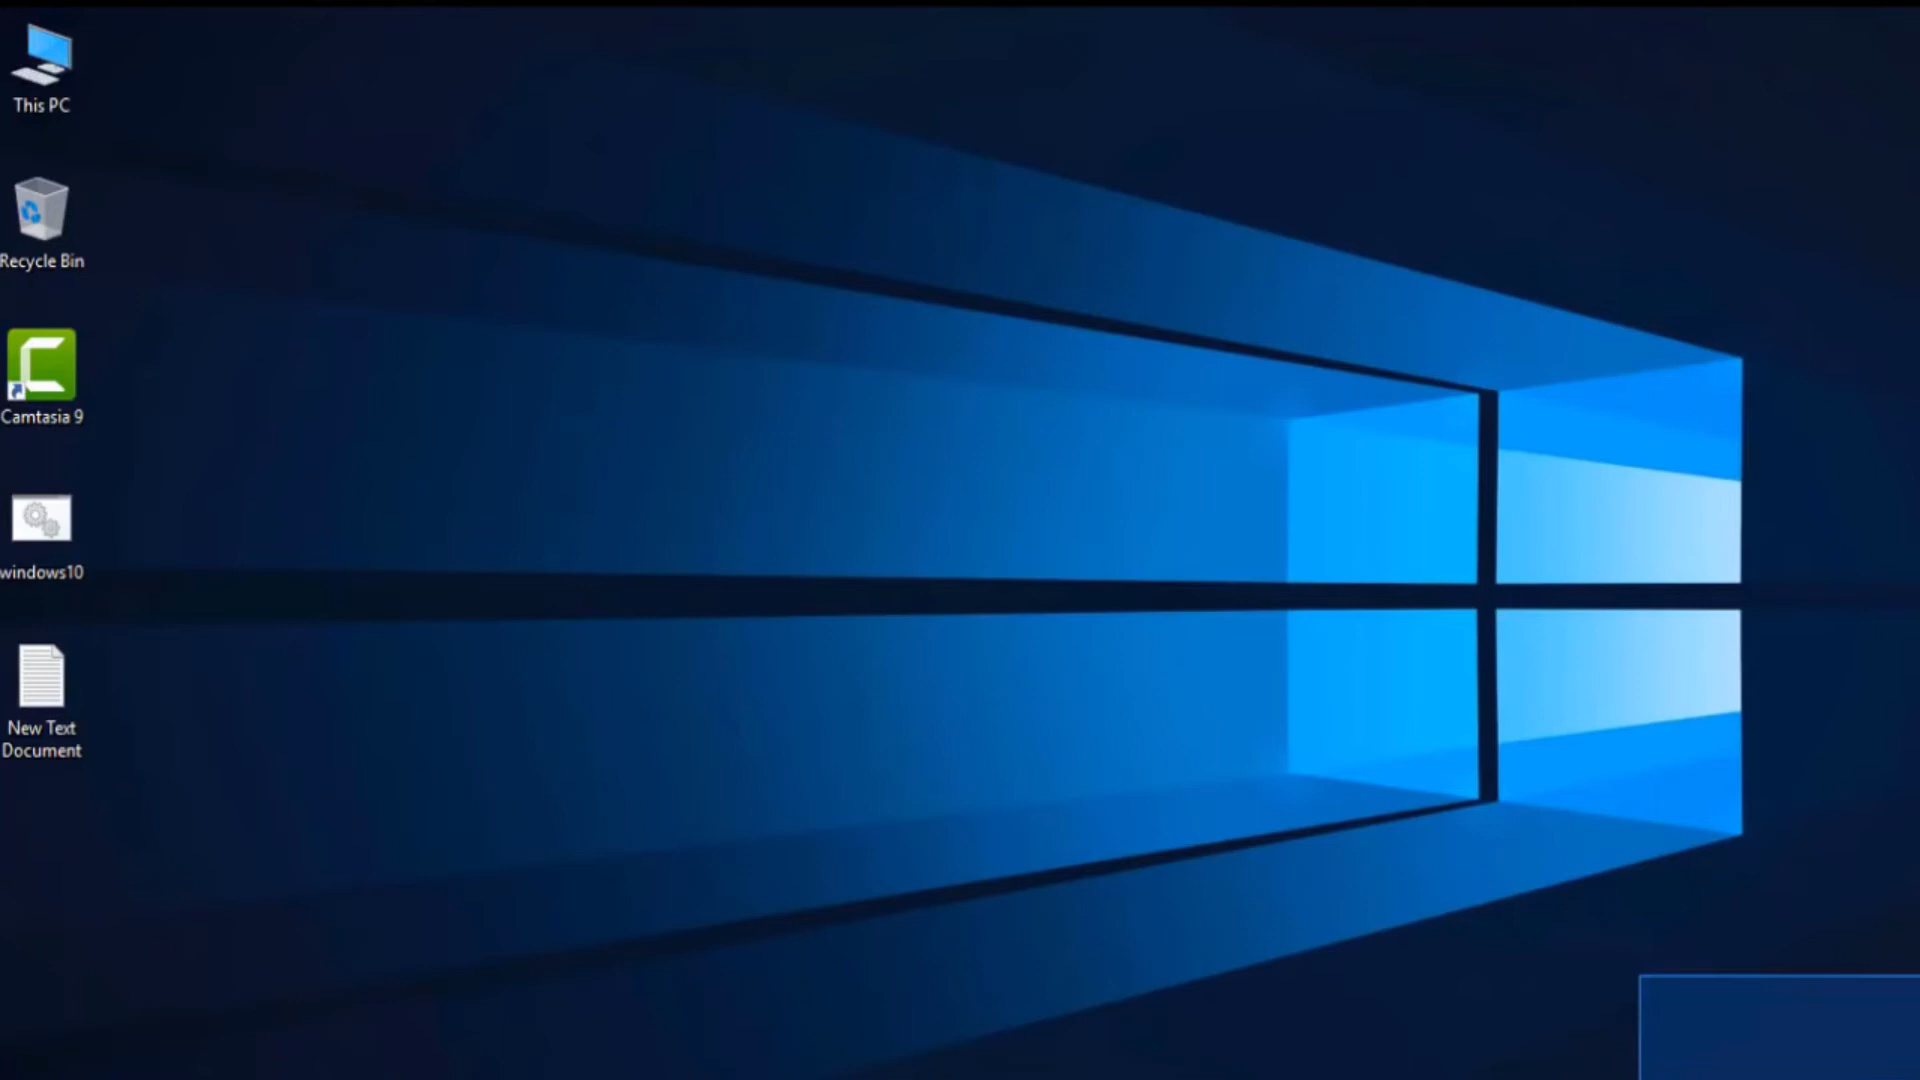 This PC
Recycle Bin
Camtasia 9
windows10
New Text
Document